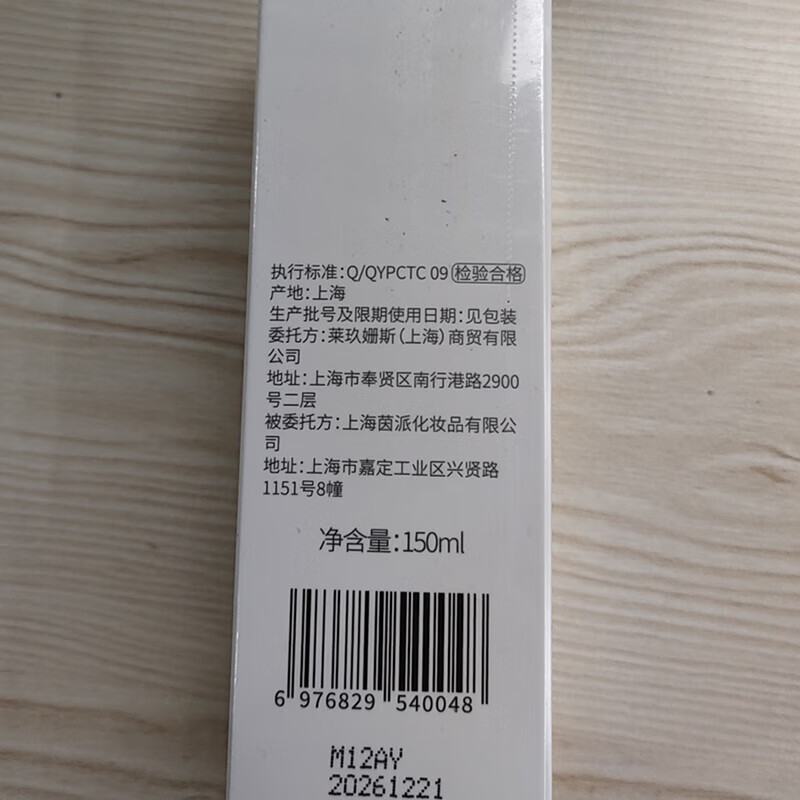 执行标准：Q/QYPCTC 09 检验合格
产地：上海
生产批号及限期使用日期：见包装
委托方：莱玖姗斯（上海）商贸有限
公司
地址：上海市奉贤区南行港路2900
号二层
被委托方：上海茵派化妆品有限公
司
地址：上海市嘉定工业区兴贤路
1151号8幢
净含量：150ml
6 976829 540048
M12AY
20261221